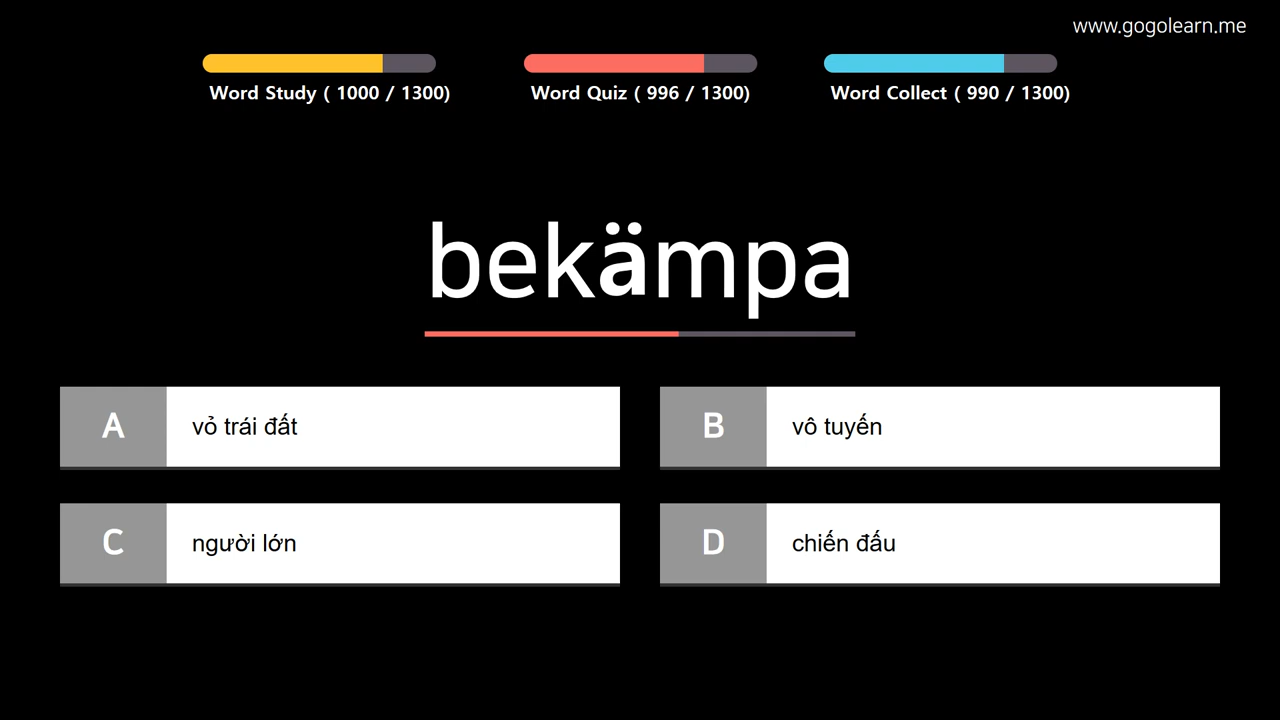 www.gogolearn.me
Word Study ( 1000 / 1300)
Word Quiz ( 996 / 1300)
Word Collect ( 990 / 1300)
bekämpa
A vỏ trái đất
B vô tuyến
C người lớn
D chiến đấu